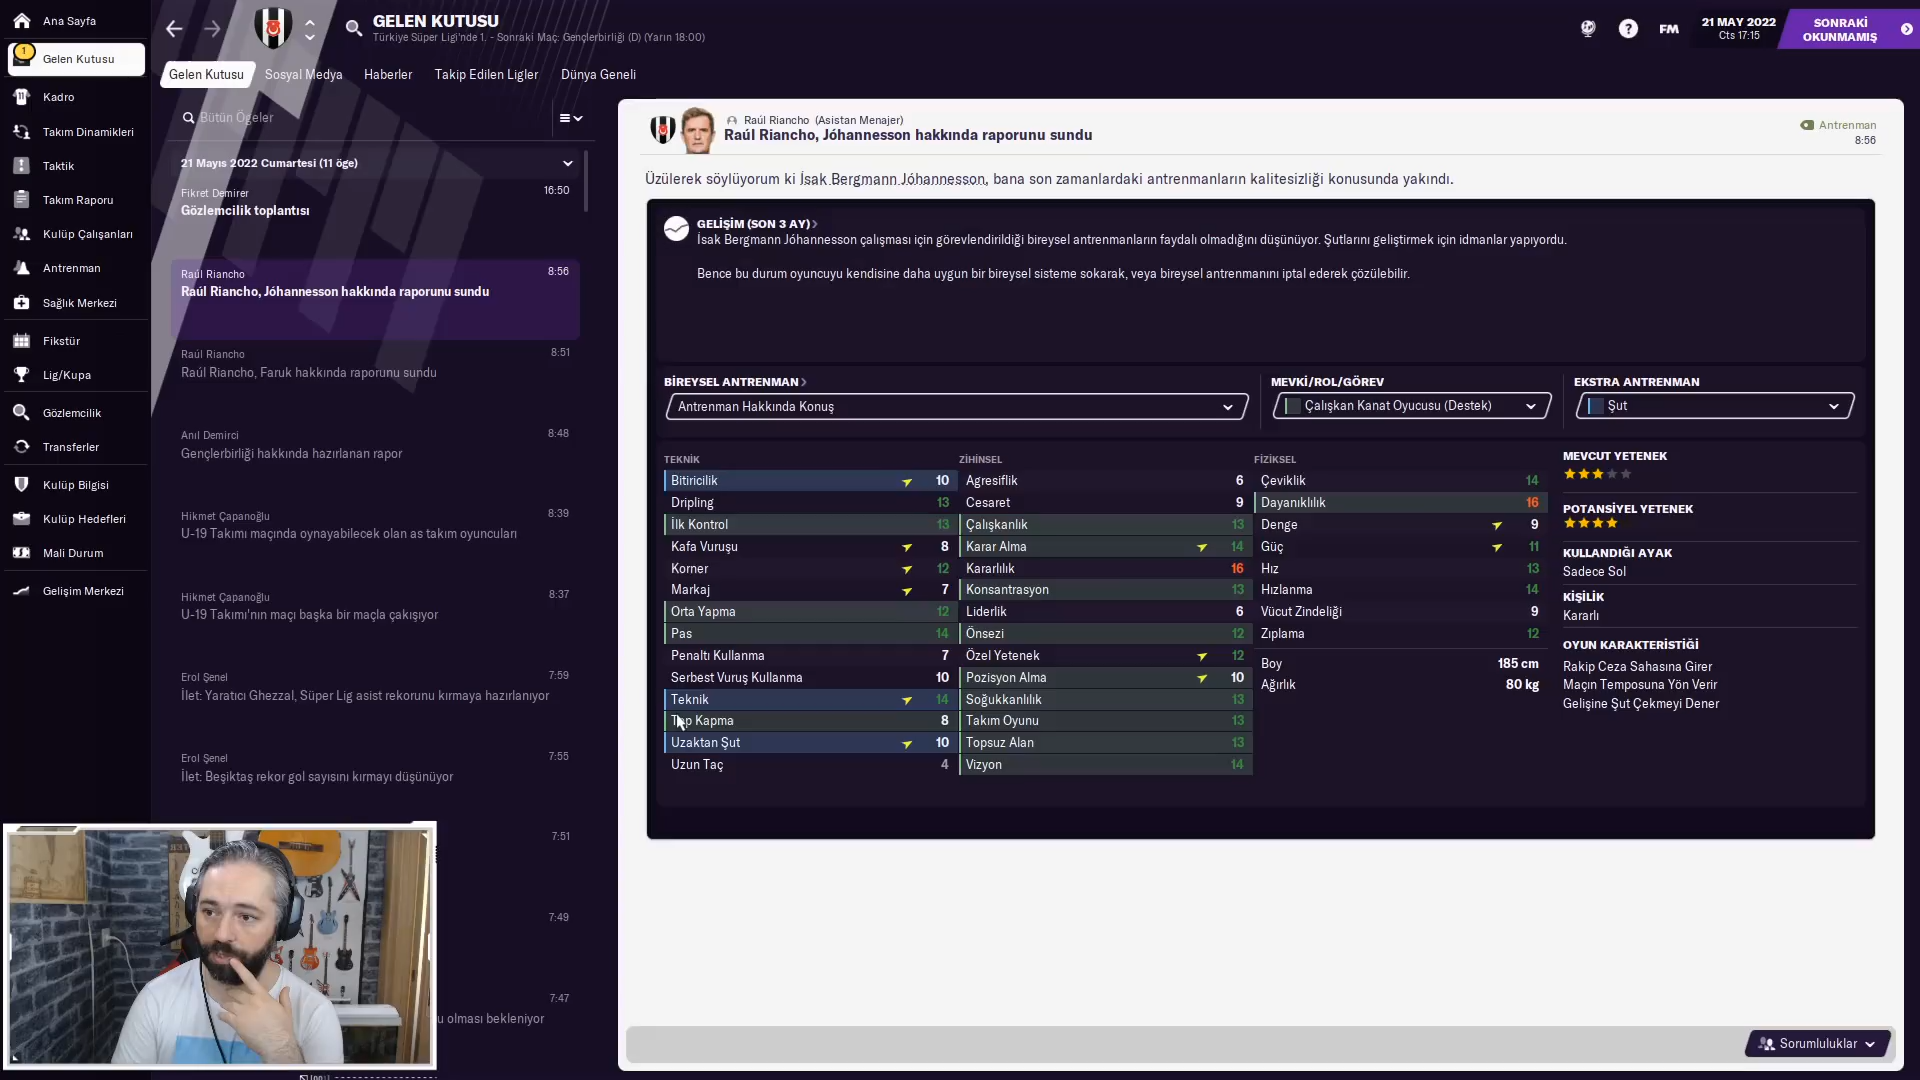 Ana Sayfa
1
Gelen Kutusu
Kadro
Takım Dinamikleri
Taktik
Takım Raporu
Kulüp Çalışanları
Antrenman
Sağlık Merkezi
Fikstür
Lig/Kupa
Gözlemcilik
Transferler
Kulüp Bilgisi
Kulüp Hedefleri
Mali Durum
Gelişim Merkezi
GELEN KUTUSU
Türkiye Süper Ligi'nde 1. - Sonraki Maç: Gençlerbirliği (D) (Yarın 18:00)
FM
21 MAY 2022
Cts 17:15
SONRAKİ OKUNMAMIŞ
Gelen Kutusu Sosyal Medya Haberler Takip Edilen Ligler Dünya Geneli
Bütün Ögeler
21 Mayıs 2022 Cumartesi (11 öge)
Fikret Demirer 16:50
Gözlemcilik toplantısı
Raúl Riancho 8:56
Raúl Riancho, Jóhannesson hakkında raporunu sundu
Raúl Riancho 8:51
Raúl Riancho, Faruk hakkında raporunu sundu
Anıl Demirci 8:48
Gençlerbirliği hakkında hazırlanan rapor
Hikmet Çapanoğlu 8:39
U-19 Takımı maçında oynayabilecek olan as takım oyuncuları
Hikmet Çapanoğlu 8:37
U-19 Takımı'nın maçı başka bir maçla çakışıyor
Erol Şenel 7:59
İlet: Yaratıcı Ghezzal, Süper Lig asist rekorunu kırmaya hazırlanıyor
Erol Şenel 7:55
İlet: Beşiktaş rekor gol sayısını kırmayı düşünüyor
7:51
7:49
7:47
olması bekleniyor
Raúl Riancho (Asistan Menajer)
Raúl Riancho, Jóhannesson hakkında raporunu sundu
Antrenman
8:56
Üzülerek söylüyorum ki Ísak Bergmann Jóhannesson, bana son zamanlardaki antrenmanların kalitesizliği konusunda yakındı.
GELİŞİM (SON 3 AY)
Ísak Bergmann Jóhannesson çalışması için görevlendirildiği bireysel antrenmanların faydalı olmadığını düşünüyor. Şutlarını geliştirmek için idmanlar yapıyordu.
Bence bu durum oyuncuyu kendisine daha uygun bir bireysel sisteme sokarak, veya bireysel antrenmanını iptal ederek çözülebilir.
BİREYSEL ANTRENMAN MEVKİ/ROL/GÖREV EKSTRA ANTRENMAN
Antrenman Hakkında Konuş Çalışkan Kanat Oyucusu (Destek) Şut
TEKNİK
Bitiricilik 10
Dripling 13
İlk Kontrol 13
Kafa Vuruşu 8
Korner 12
Markaj 7
Orta Yapma 12
Pas 14
Penaltı Kullanma 7
Serbest Vuruş Kullanma 10
Teknik 14
Top Kapma 8
Uzaktan Şut 10
Uzun Taç 4
ZİHİNSEL
Agresiflik 6
Cesaret 9
Çalışkanlık 13
Karar Alma 14
Kararlılık 16
Konsantrasyon 13
Liderlik 6
Önsezi 12
Özel Yetenek 12
Pozisyon Alma 10
Soğukkanlılık 13
Takım Oyunu 13
Topsuz Alan 13
Vizyon 14
FİZİKSEL
Çeviklik 14
Dayanıklılık 16
Denge 9
Güç 11
Hız 13
Hızlanma 14
Vücut Zindeliği 9
Zıplama 12
Boy 185 cm
Ağırlık 80 kg
MEVCUT YETENEK
POTANSİYEL YETENEK
KULLANDIĞI AYAK
Sadece Sol
KİŞİLİK
Kararlı
OYUN KARAKTERİSTİĞİ
Rakip Ceza Sahasına Girer
Maçın Temposuna Yön Verir
Gelişine Şut Çekmeyi Dener
Sorumluluklar